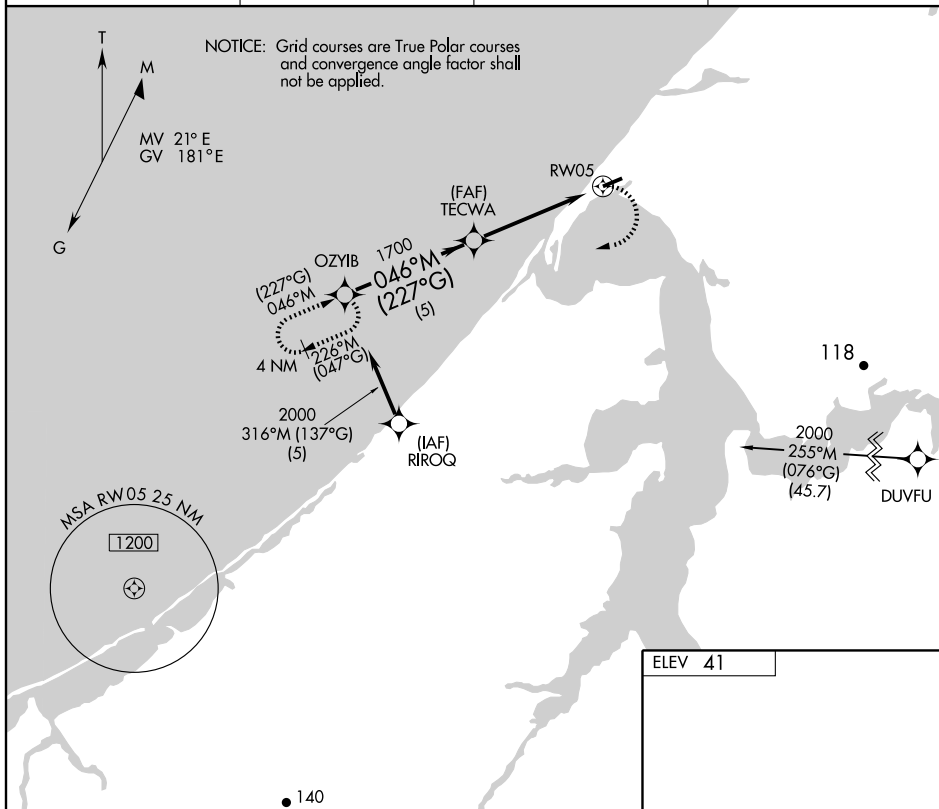 T
M
NOTICE: Grid courses are True Polar courses
and convergence angle factor shall
not be applied.
MV 21° E
GV 181° E
G
RW05
(FAF)
TECWA
OZYIB
1700
046°M
(227°G)
(5)
(227°G)
046°M
4 NM
226°M
(047°G)
2000
316°M (137°G)
(5)
(IAF)
RIROQ
118
2000
255°M
(076°G)
(45.7)
DUVFU
MSA RW05 25 NM
1200
ELEV 41
140